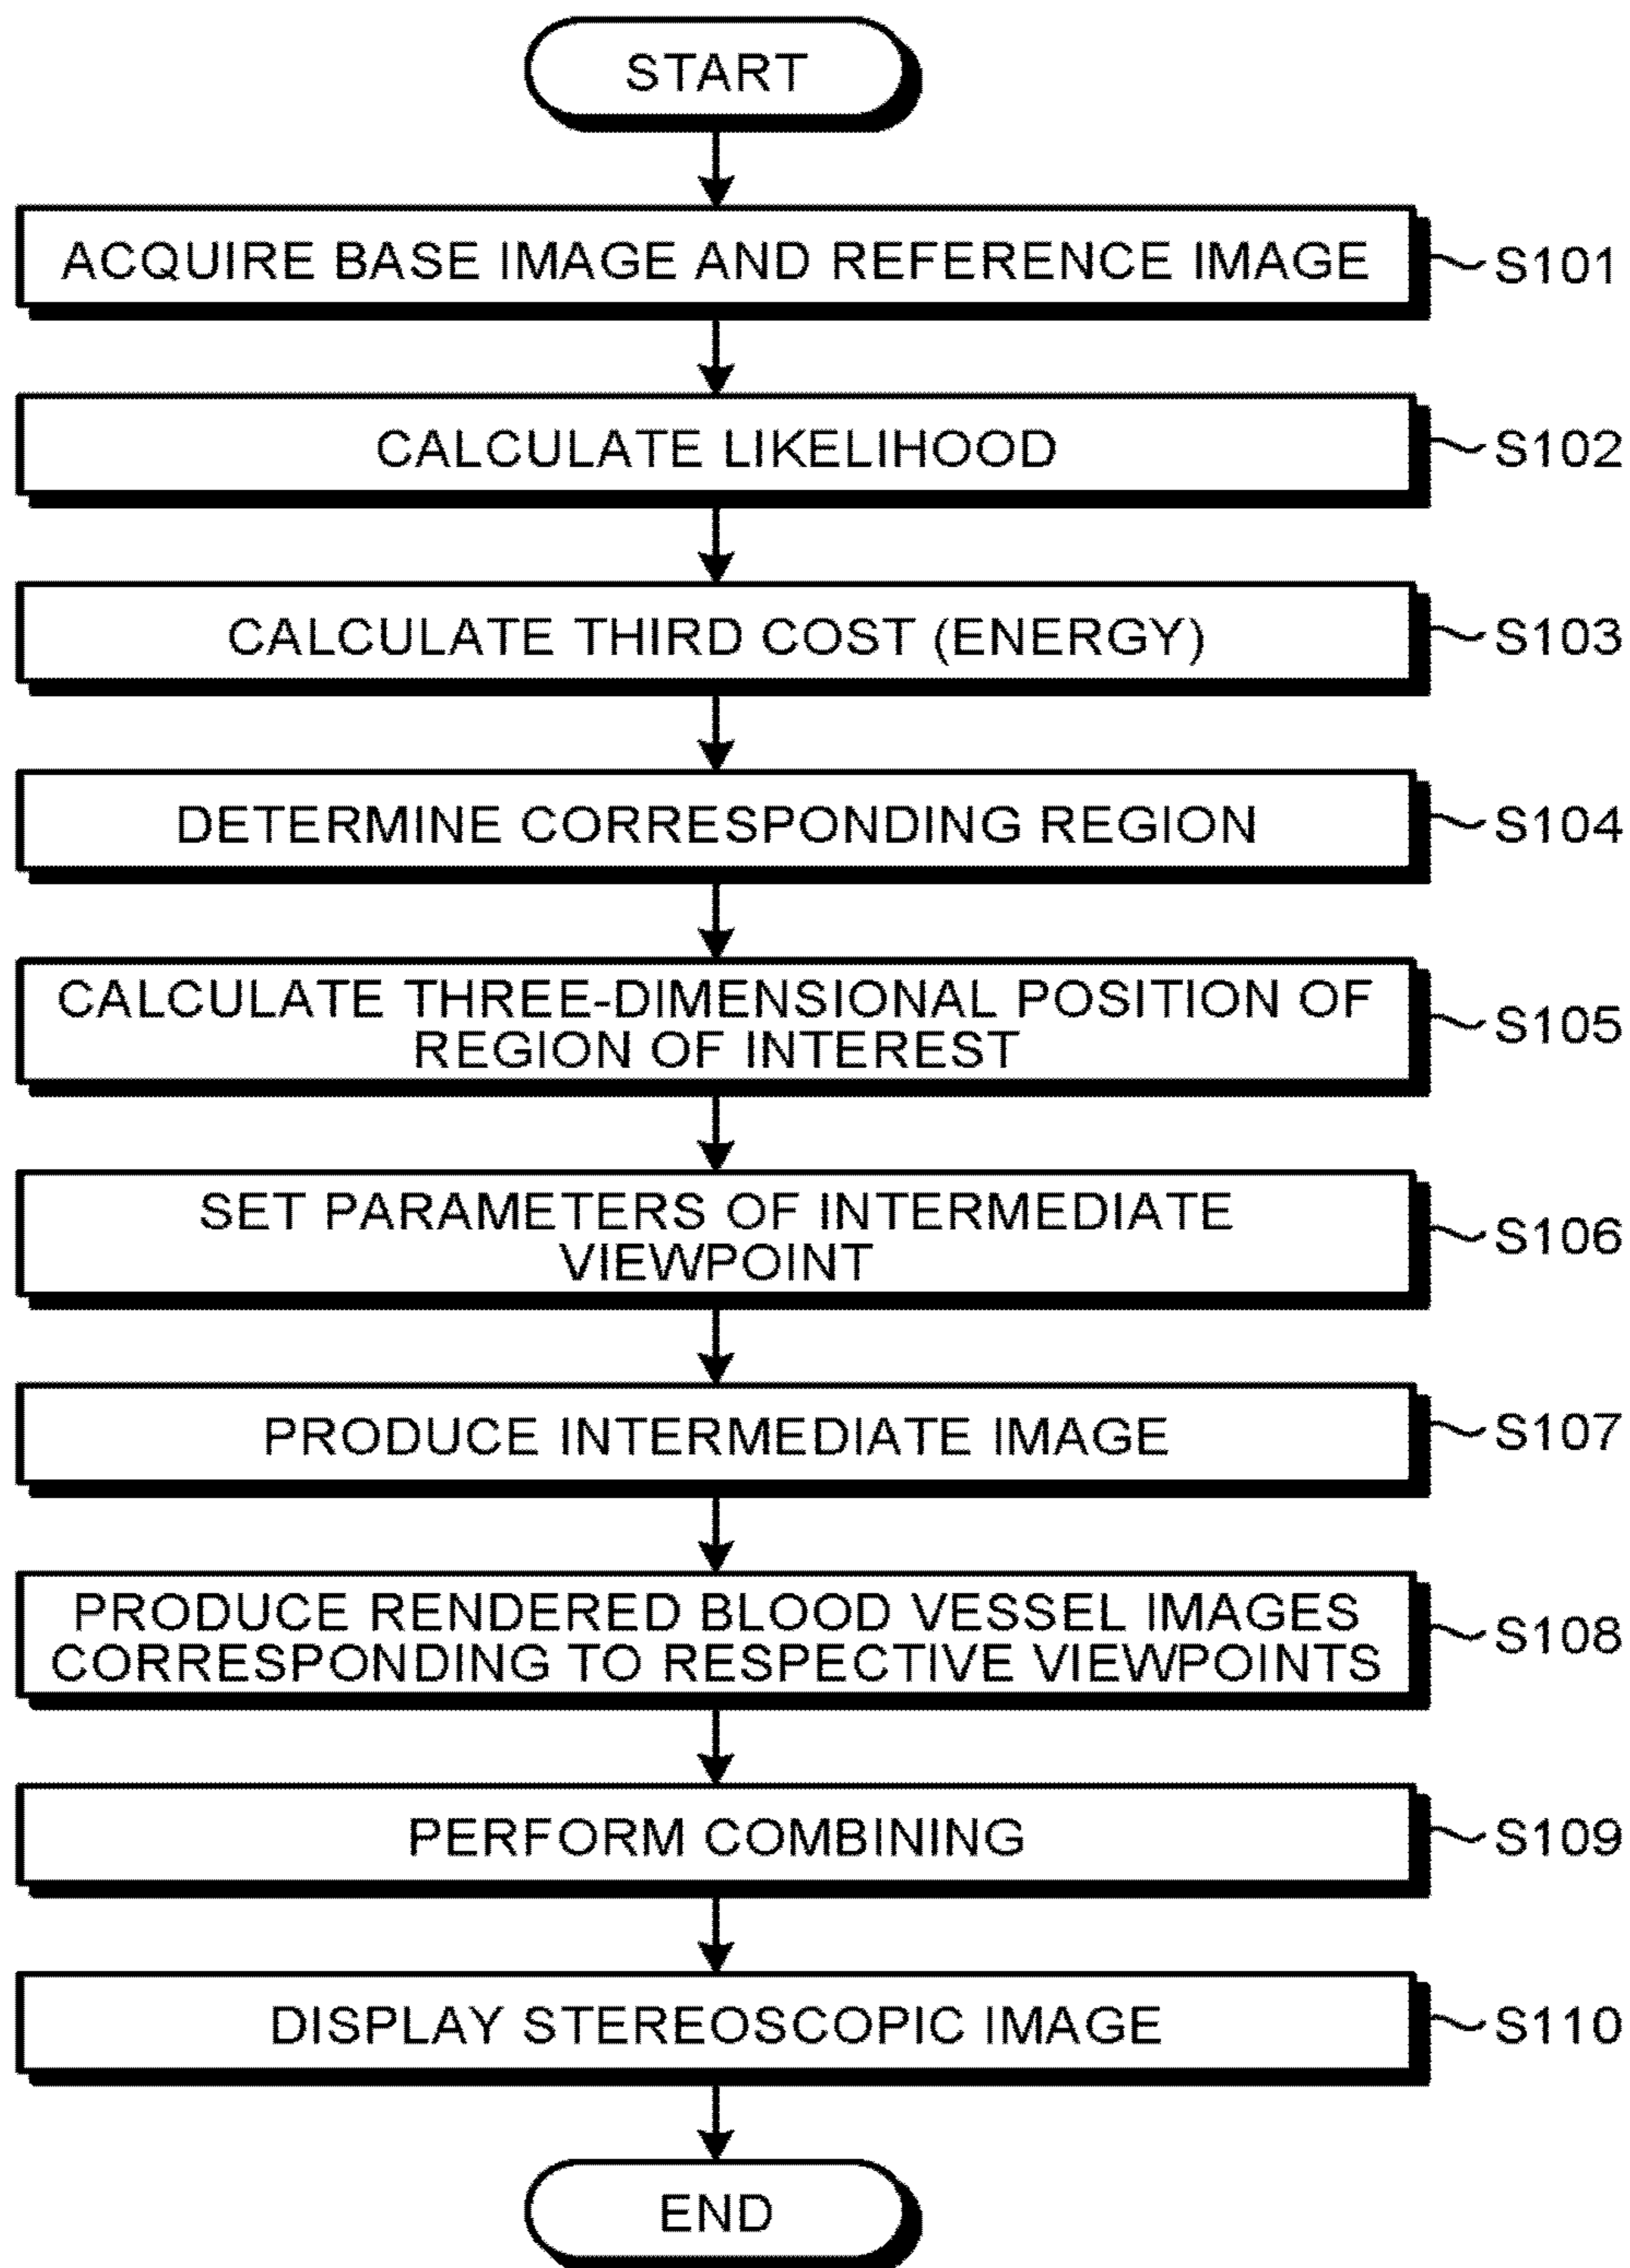 START
ACQUIRE BASE IMAGE AND REFERENCE IMAGE
S101
CALCULATE LIKELIHOOD
S102
CALCULATE THIRD COST (ENERGY)
S103
DETERMINE CORRESPONDING REGION
S104
CALCULATE THREE-DIMENSIONAL POSITION OF
REGION OF INTEREST
S105
SET PARAMETERS OF INTERMEDIATE
VIEWPOINT
S106
PRODUCE INTERMEDIATE IMAGE
S107
PRODUCE RENDERED BLOOD VESSEL IMAGES
CORRESPONDING TO RESPECTIVE VIEWPOINTS
S108
PERFORM COMBINING
S109
DISPLAY STEREOSCOPIC IMAGE
S110
END